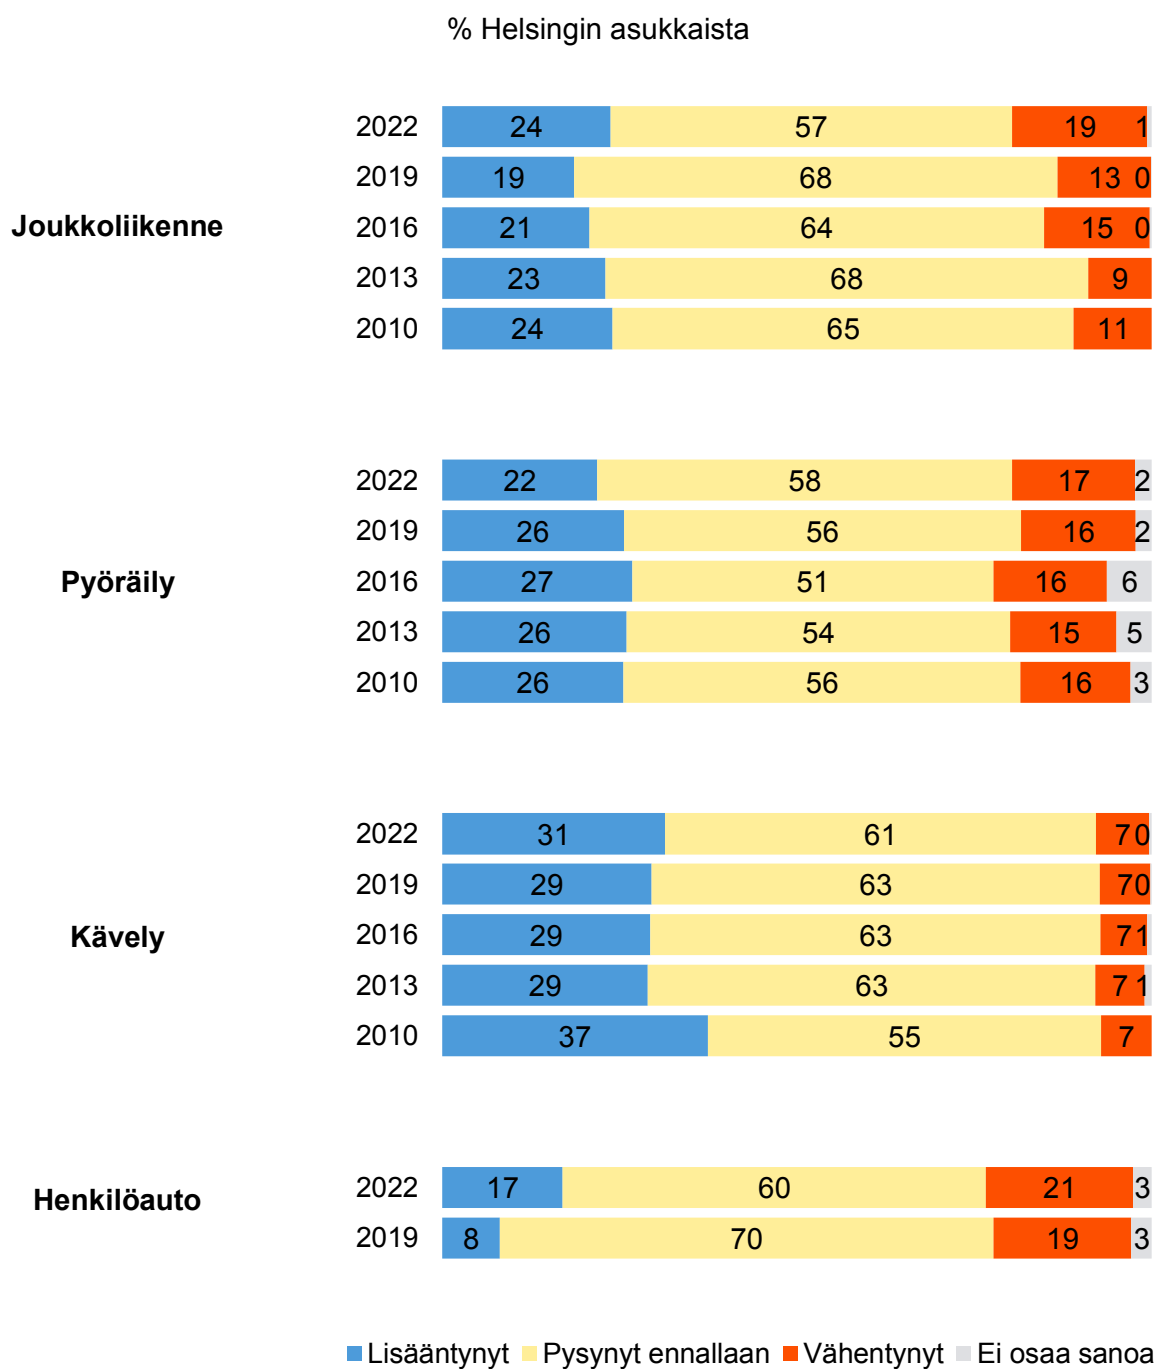 % Helsingin asukkaista
Joukkoliikenne
2022 24 57 19 1
2019 19 68 13 0
2016 21 64 15 0
2013 23 68 9
2010 24 65 11
Pyöräily
2022 22 58 17 2
2019 26 56 16 2
2016 27 51 16 6
2013 26 54 15 5
2010 26 56 16 3
Kävely
2022 31 61 7 0
2019 29 63 7 0
2016 29 63 7 1
2013 29 63 7 1
2010 37 55 7
Henkilöauto
2022 17 60 21 3
2019 8 70 19 3
Lisääntynyt Pysynyt ennallaan Vähentynyt Ei osaa sanoa